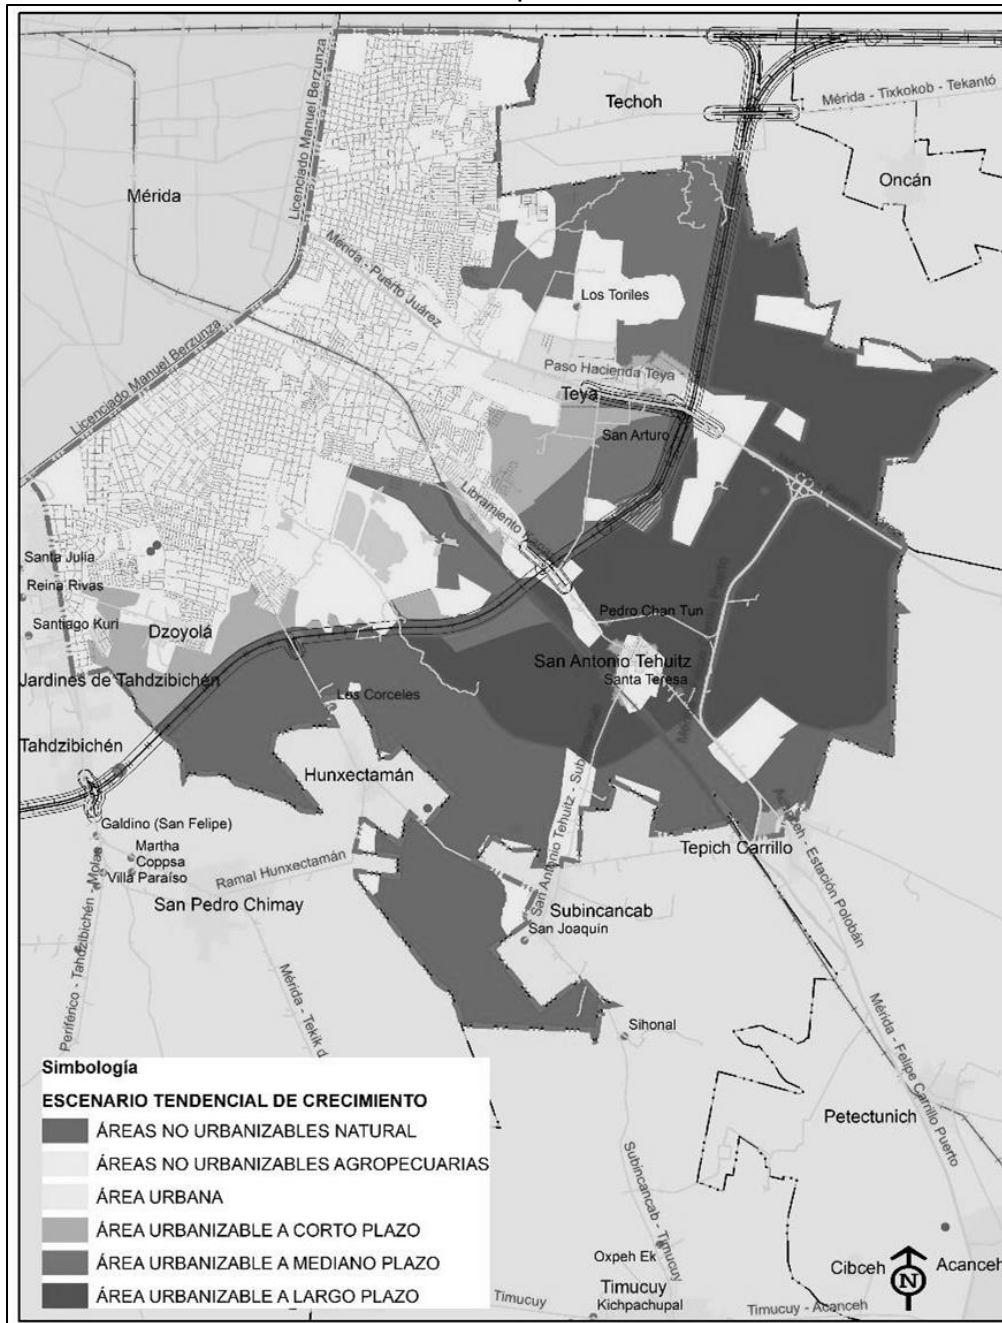 Techoh
Mérida - Tixkokob - Tekantó
Oncán
Mérida
Licenciado Manuel Berzunza
Mérida - Puerto Juárez
Los Toriles
Licenciado Manuel Berzunza
Paso Hacienda Teya
Teya
San Arturo
Libramiento
Santa Julia
Reina Rivas
Santiago Kuri
Dzoyolá
Pedro Chan Tun
San Antonio Tehuitz
Santa Teresa
Jardines de Tahdzibichén
Los Corceles
Tahdzibichén
Hunxectamán
San Antonio Tehuitz - Sub
Galdino (San Felipe)
Martha
Coppsa
Villa Paraíso
Ramal Hunxectamán
Tepich Carrillo
Acanceh - Estación Polobán
San Pedro Chimay
Subincancab
San Joaquín
Periférico - Tahdzibichén - Molas
Mérida - Tekik d
Sihonal
Mérida - Felipe Carrillo Puerto
Petectunich
Subincancab - Timucuy
Oxpeh Ek
Cibceh
Acanceh
N
Timucuy
Timucuy
Kichpachupal
Timucuy - Acanceh
Simbología
ESCENARIO TENDENCIAL DE CRECIMIENTO
ÁREAS NO URBANIZABLES NATURAL
ÁREAS NO URBANIZABLES AGROPECUARIAS
ÁREA URBANA
ÁREA URBANIZABLE A CORTO PLAZO
ÁREA URBANIZABLE A MEDIANO PLAZO
ÁREA URBANIZABLE A LARGO PLAZO